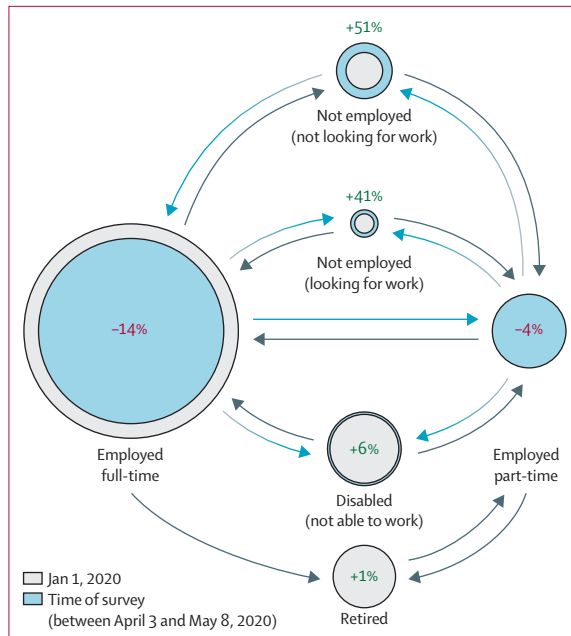 +51%
Not employed
(not looking for work)
+41%
Not employed
(looking for work)
–14%
–4%
+6%
Employed
full-time
Disabled
(not able to work)
Employed
part-time
+1%
Retired
Jan 1, 2020
Time of survey
(between April 3 and May 8, 2020)